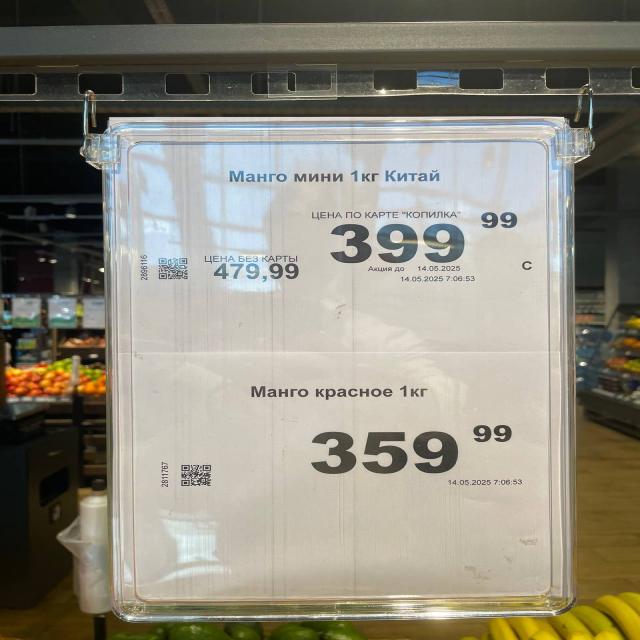 Манго мини 1кг Китай
ЦЕНА ПО КАРТЕ "КОПИЛКА"
399 99
ЦЕНА БЕЗ КАРТЫ
479,99
Акция до 14.05.2025
С
14.05.2025 7:06:53
2896116
Манго красное 1кг
359 99
14.05.2025 7:06:53
2811767